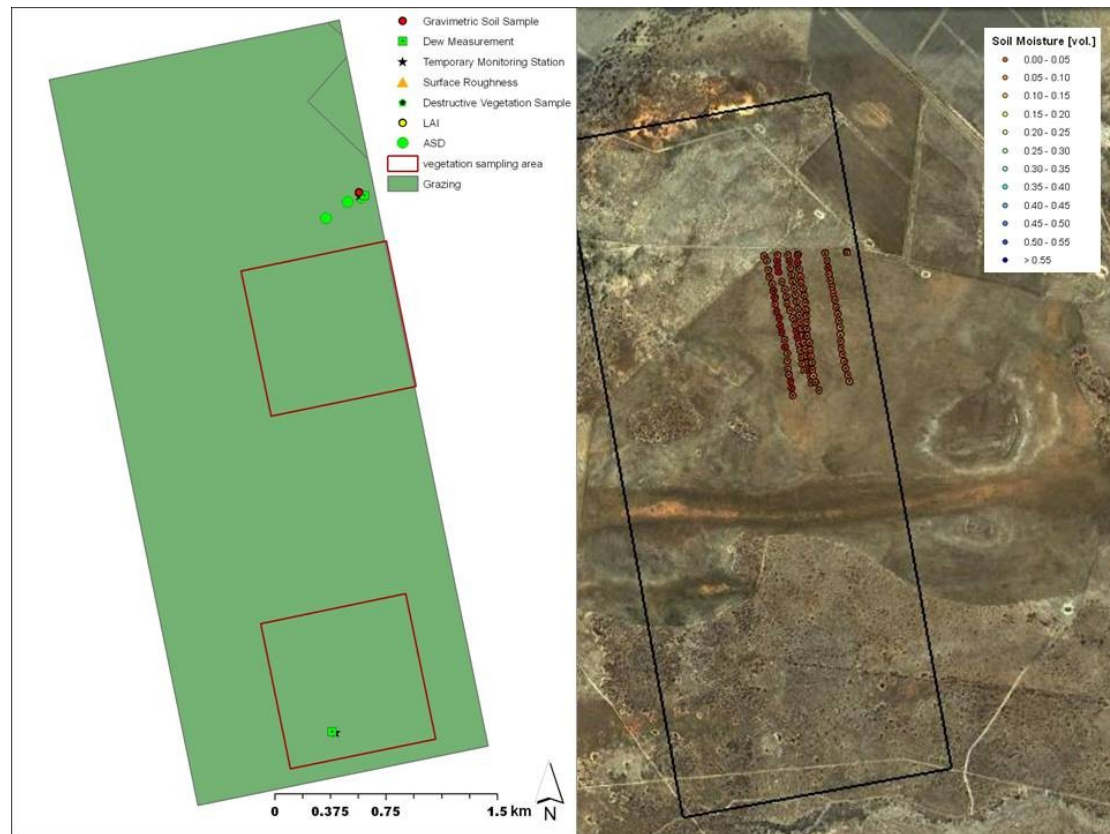 Gravimetric Soil Sample
Dew Measurement
Temporary Monitoring Station
Surface Roughness
Destructive Vegetation Sample
LAI
ASD
vegetation sampling area
Grazing
0 0.375 0.75 1.5 km
N
Soil Moisture [vol.]
0.00 - 0.05
0.05 - 0.10
0.10 - 0.15
0.15 - 0.20
0.20 - 0.25
0.25 - 0.30
0.30 - 0.35
0.35 - 0.40
0.40 - 0.45
0.45 - 0.50
0.50 - 0.55
> 0.55